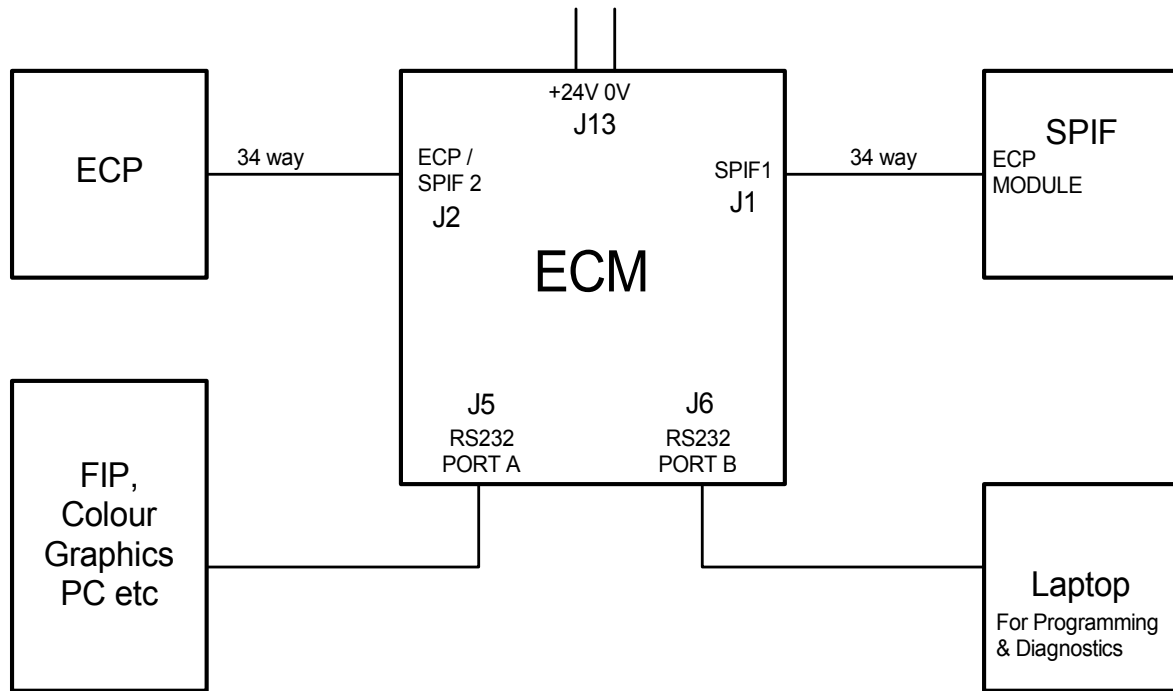 +24V 0V
J13
ECP
34 way
ECP /
SPIF 2
J2
SPIF1
J1
34 way
SPIF
ECP
MODULE
ECM
J5
RS232
PORT A
J6
RS232
PORT B
FIP,
Colour
Graphics
PC etc
Laptop
For Programming
& Diagnostics